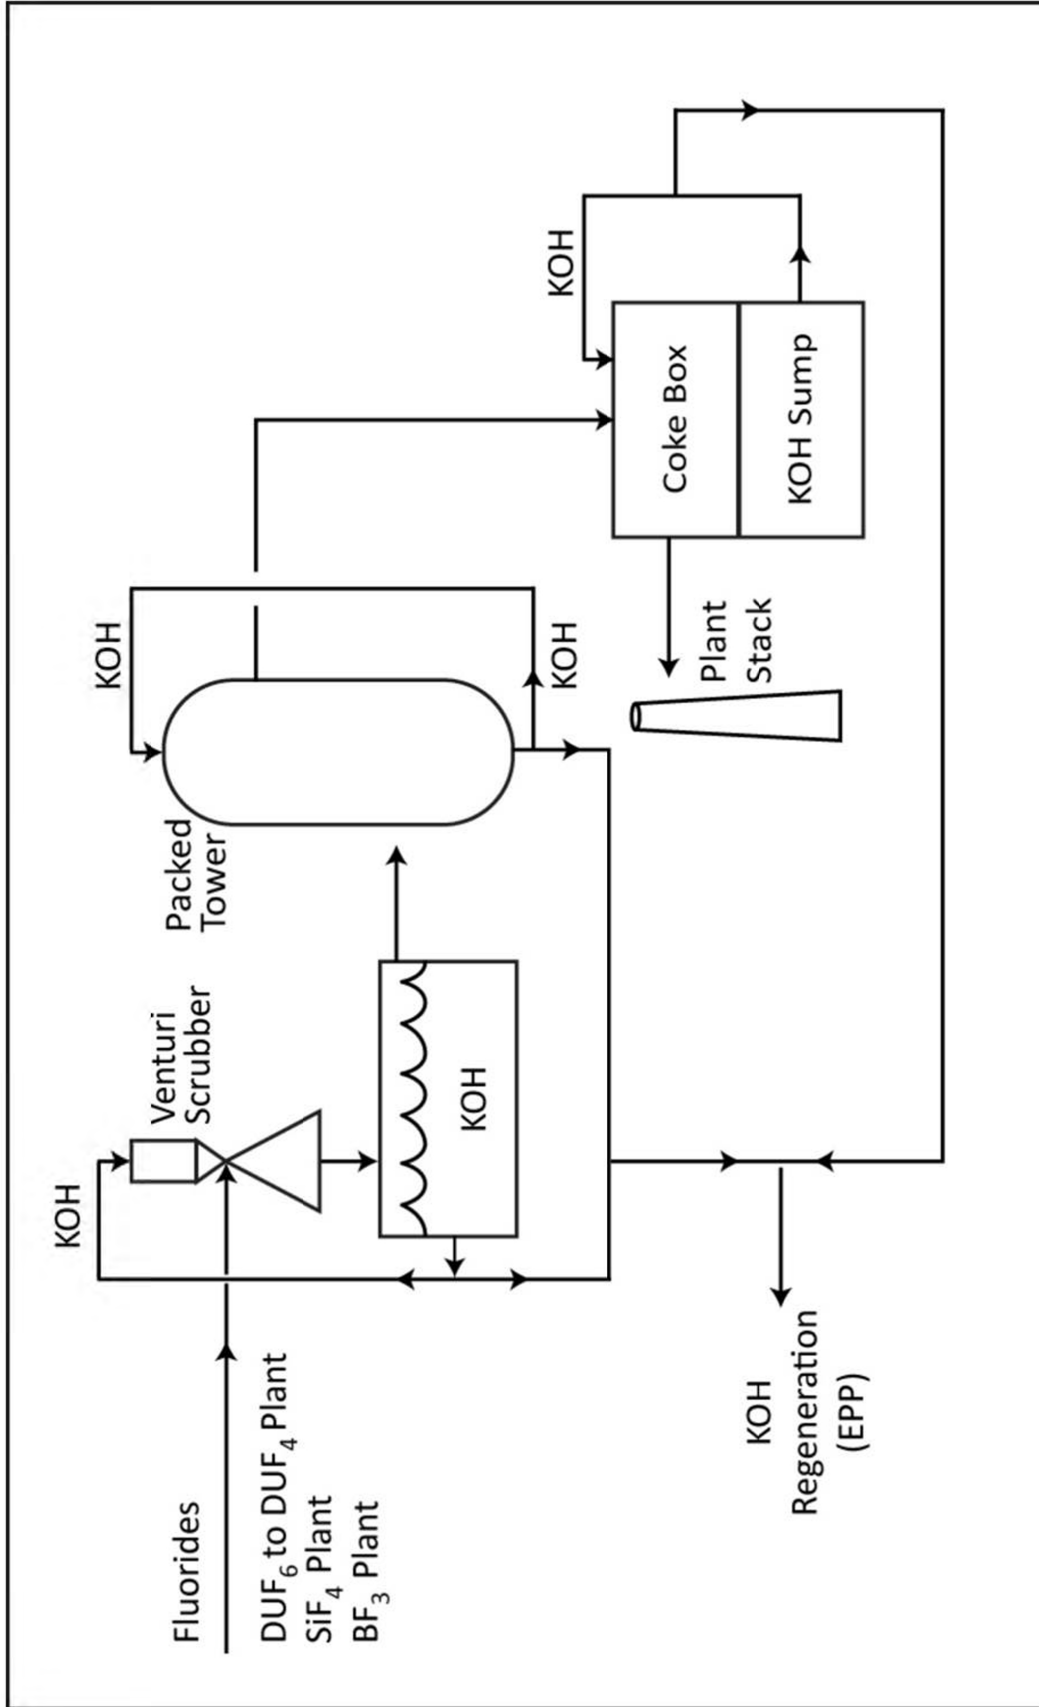 Fluorides
DUF6 to DUF4 Plant
SiF4 Plant
BF3 Plant
KOH
Venturi
Scrubber
KOH
Packed
Tower
KOH
KOH
KOH
Coke Box
KOH Sump
Plant
Stack
KOH
Regeneration
(EPP)